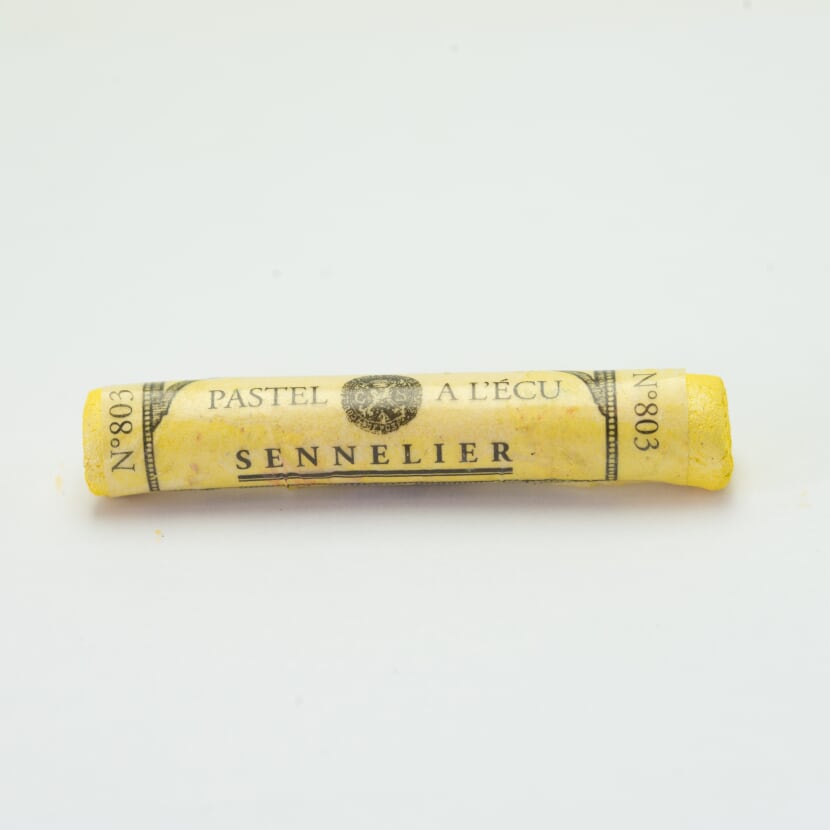 N°803
PASTEL A L'ÉCU
SENNELIER
N°803